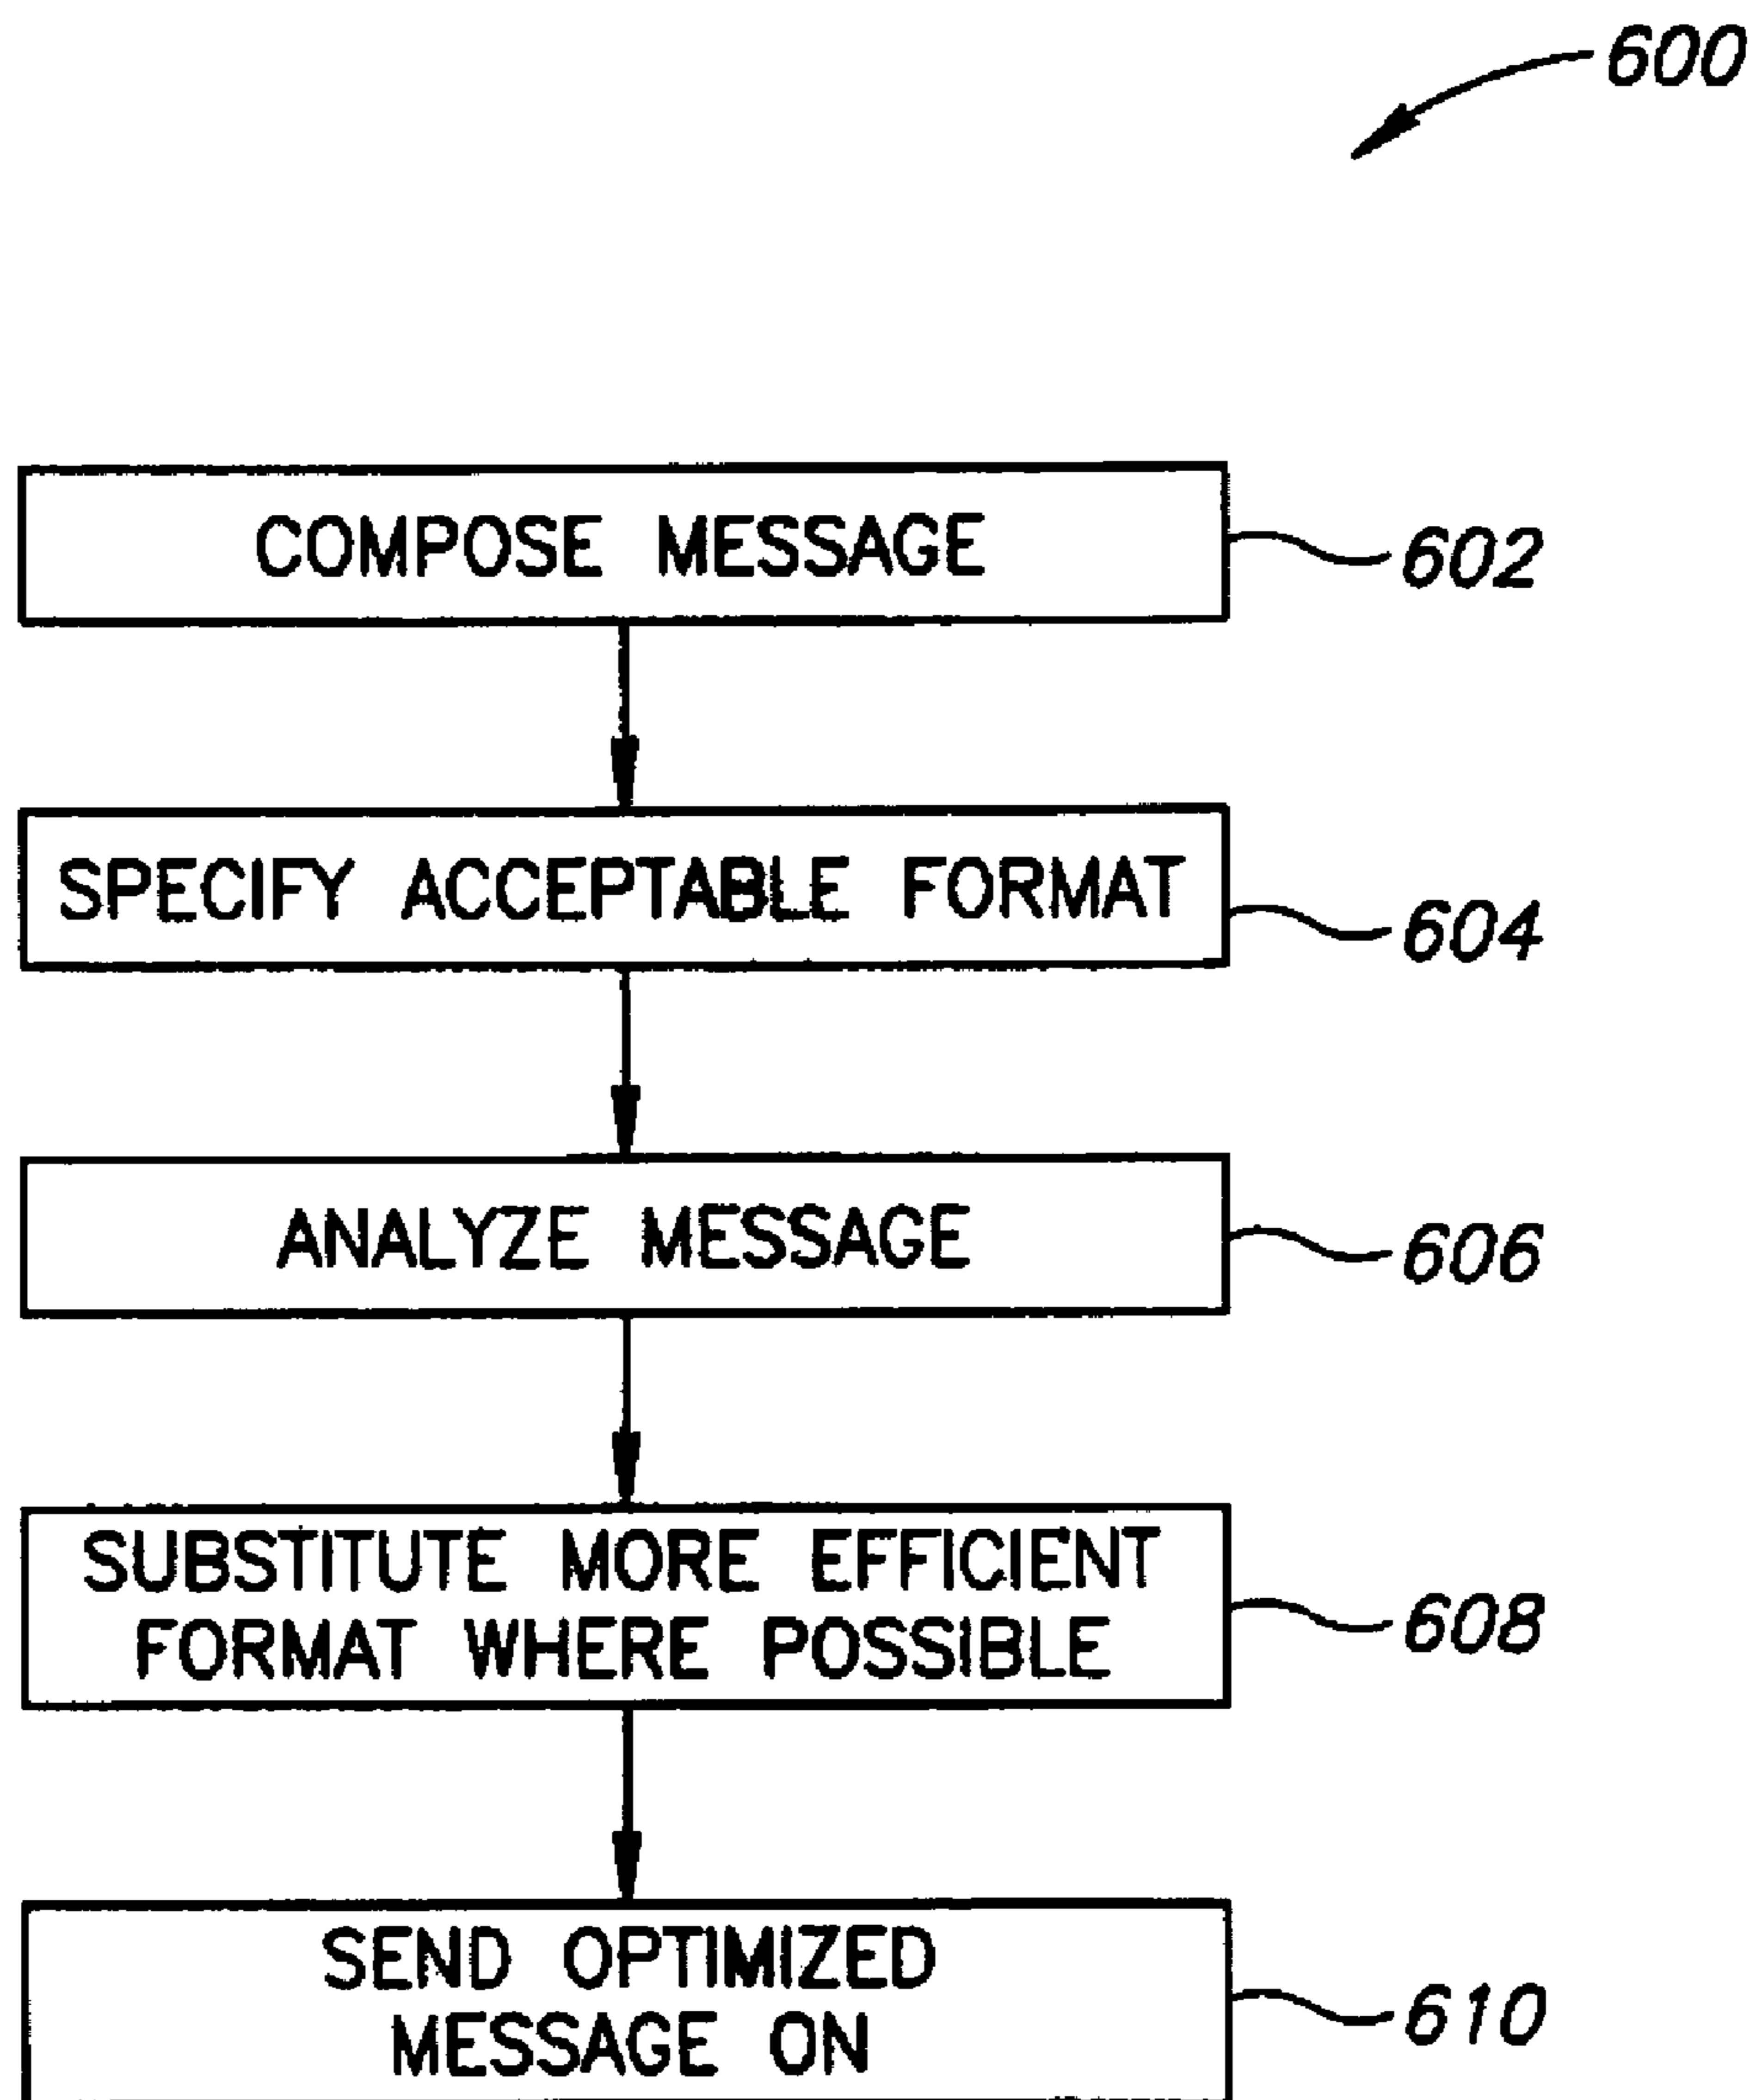 600
COMPOSE MESSAGE
602
SPECIFY ACCEPTABLE FORMAT
604
ANALYZE MESSAGE
606
SUBSTITUTE MORE EFFICIENT
FORMAT WHERE POSSIBLE
608
SEND OPTIMIZED
MESSAGE ON
610